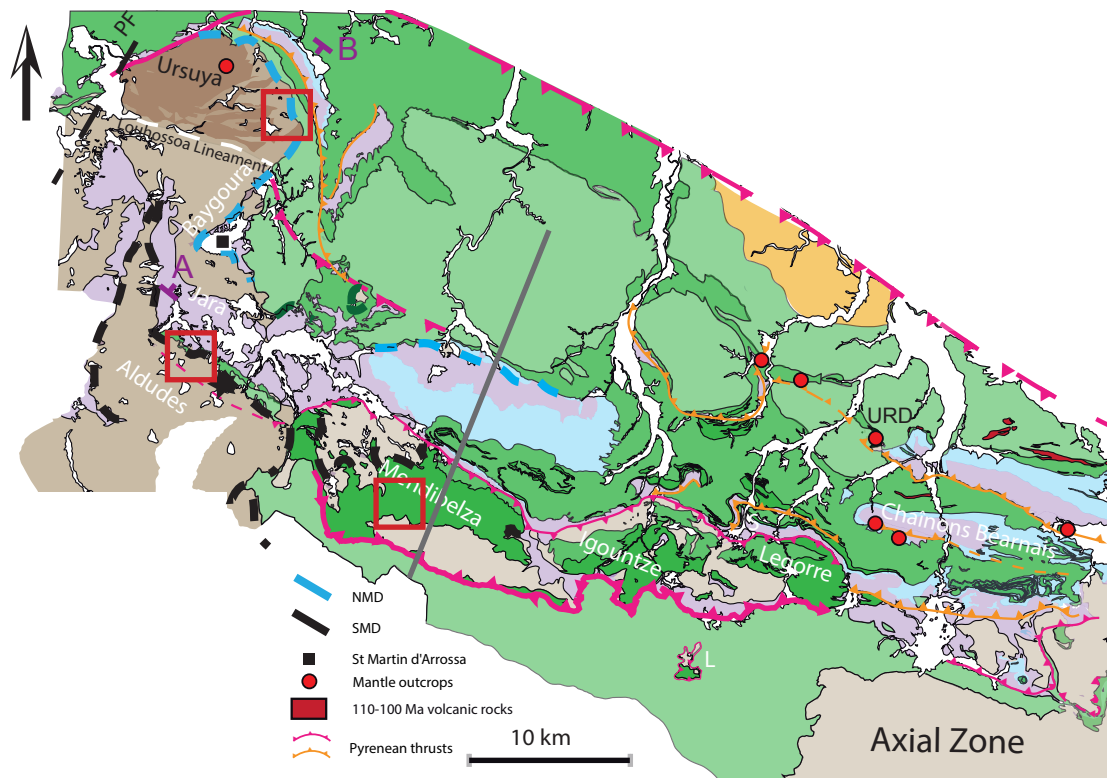 PF
B
Ursuya
Louhossoa Lineament
Baygoura
A
Jara
Aldudes
URD
Mendibelza
Chaînons Béarnais
Igountze
Legorre
NMD
SMD
St Martin d'Arrossa
L
Mantle outcrops
110-100 Ma volcanic rocks
Pyrenean thrusts
10 km
Axial Zone